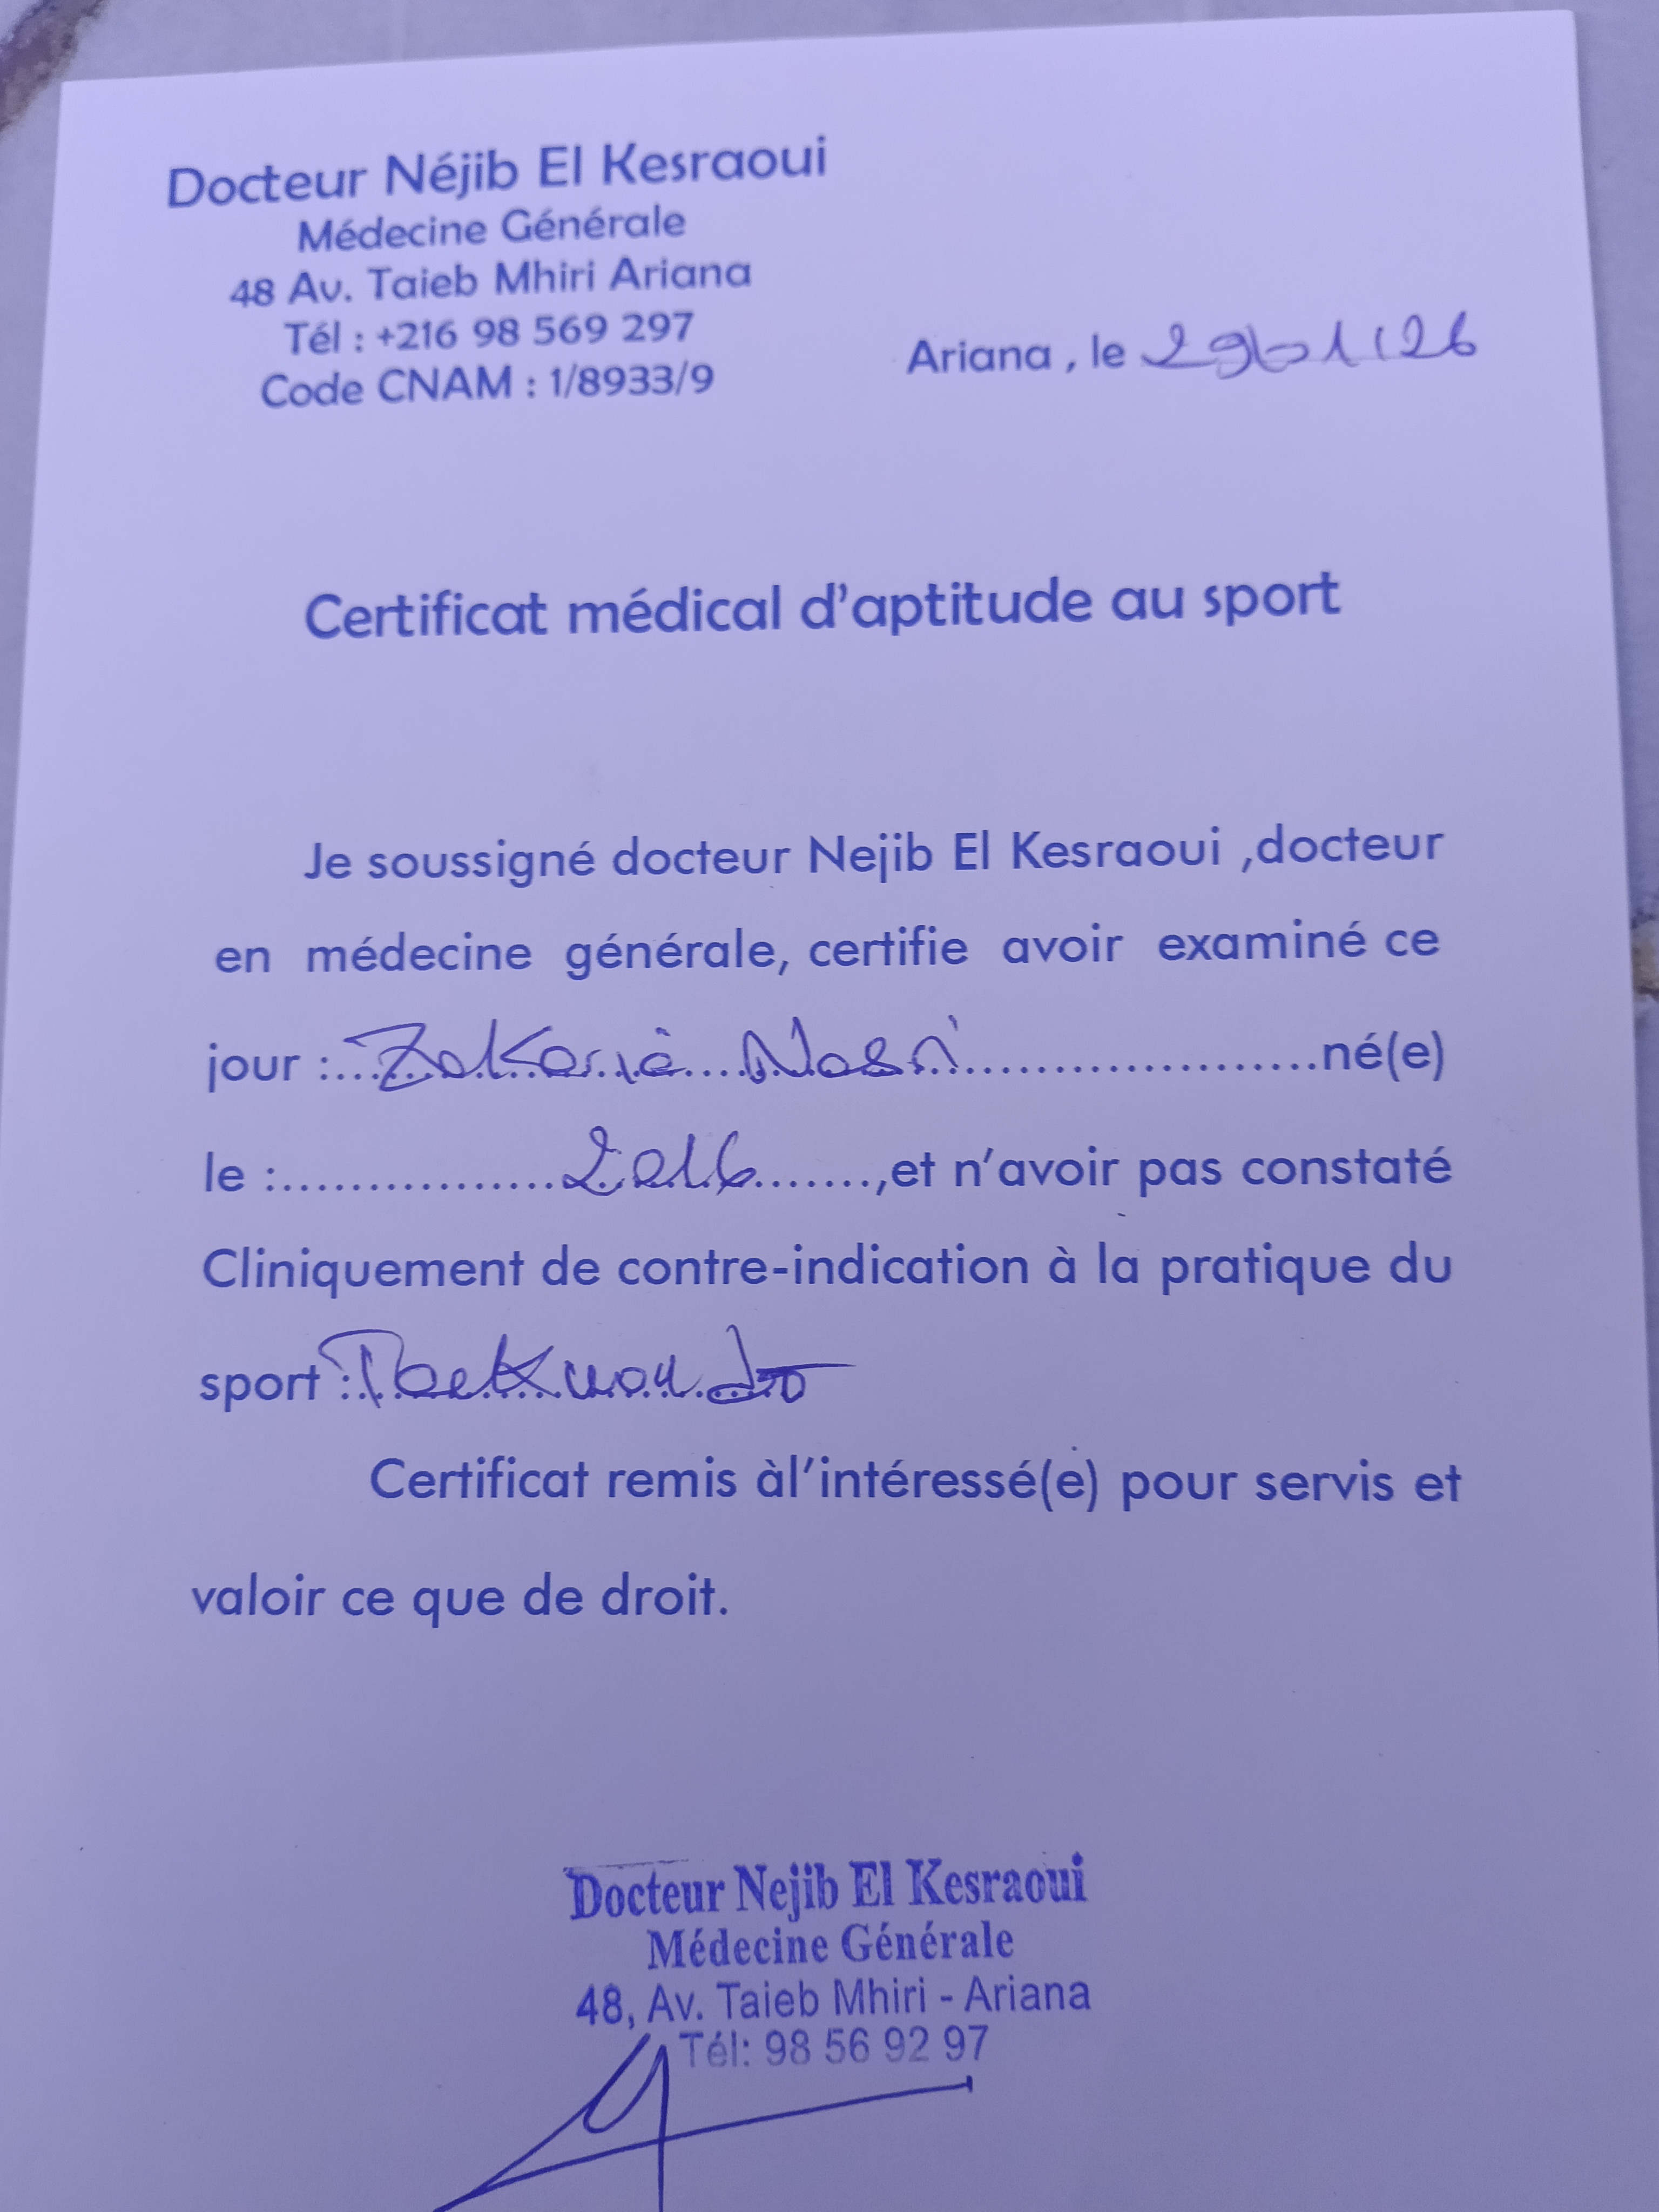 Docteur Néjib El Kesraoui
Médecine Générale
48 Av. Taieb Mhiri Ariana
Tél : +216 98 569 297
Code CNAM : 1/8933/9
Ariana , le 29/01/26
Certificat médical d'aptitude au sport
Je soussigné docteur Nejib El Kesraoui ,docteur
en médecine générale, certifie avoir examiné ce
jour :...Zakaria Nasri......................né(e)
le :.................2016.......,et n'avoir pas constaté
Cliniquement de contre-indication à la pratique du
sport : Taekwondo
Certificat remis àl'intéressé(e) pour servis et
valoir ce que de droit.
Docteur Nejib El Kesraoui
Médecine Générale
48, Av. Taieb Mhiri - Ariana
Tél: 98 56 92 97